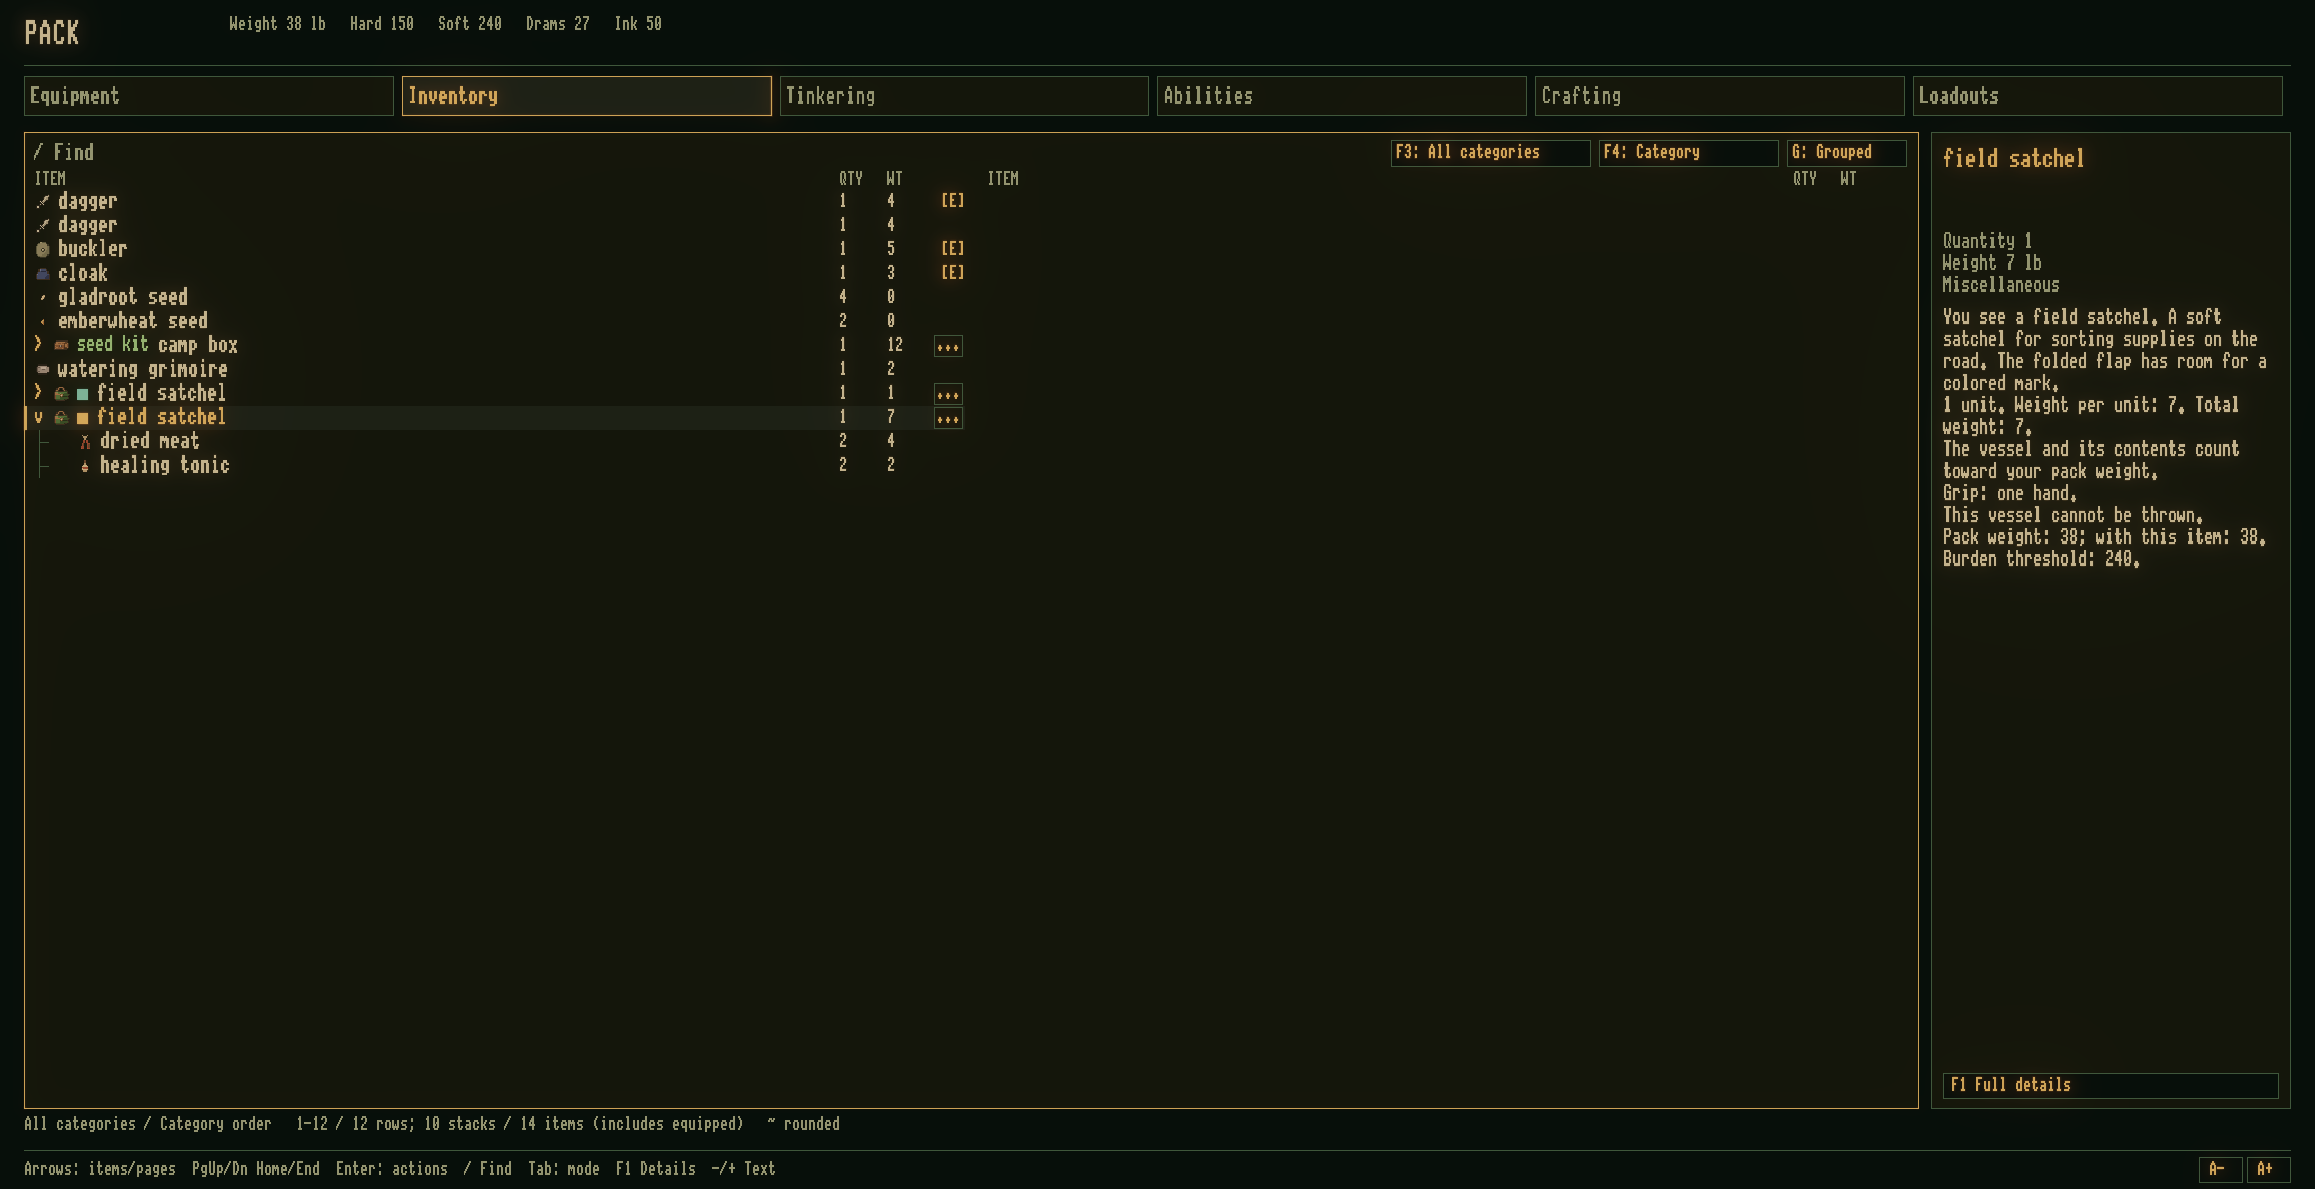 PACK
Weight 38 lb Hard 150 Soft 240 Drams 27 Ink 50
Equipment Inventory Tinkering Abilities Crafting Loadouts
/ Find
F3: All categories F4: Category G: Grouped
ITEM QTY WT ITEM QTY WT
dagger 1 4 [E]
dagger 1 4
buckler 1 5 [E]
cloak 1 3 [E]
gladroot seed 4 0
emberwheat seed 2 0
> seed kit camp box 1 12 ...
watering grimoire 1 2
> field satchel 1 1 ...
v field satchel 1 7 ...
dried meat 2 4
healing tonic 2 2
field satchel
Quantity 1
Weight 7 lb
Miscellaneous
You see a field satchel. A soft
satchel for sorting supplies on the
road. The folded flap has room for a
colored mark.
1 unit. Weight per unit: 7. Total
weight: 7.
The vessel and its contents count
toward your pack weight.
Grip: one hand.
This vessel cannot be thrown.
Pack weight: 38; with this item: 38.
Burden threshold: 240.
F1 Full details
All categories / Category order 1-12 / 12 rows; 10 stacks / 14 items (includes equipped) ~ rounded
Arrows: items/pages PgUp/Dn Home/End Enter: actions / Find Tab: mode F1 Details -/+ Text
A- A+